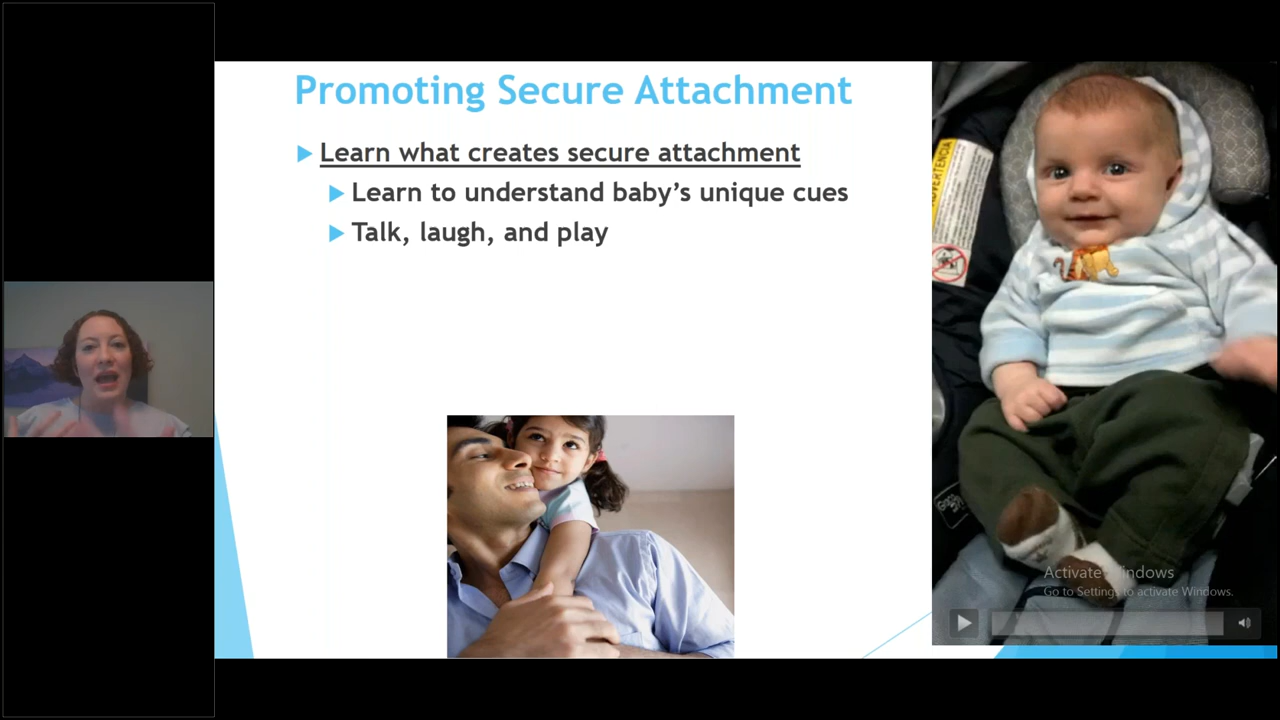 Promoting Secure Attachment
Learn what creates secure attachment
Learn to understand baby's unique cues
Talk, laugh, and play
ADVERTENCIA
Activate Windows
Go to Settings to activate Windows.